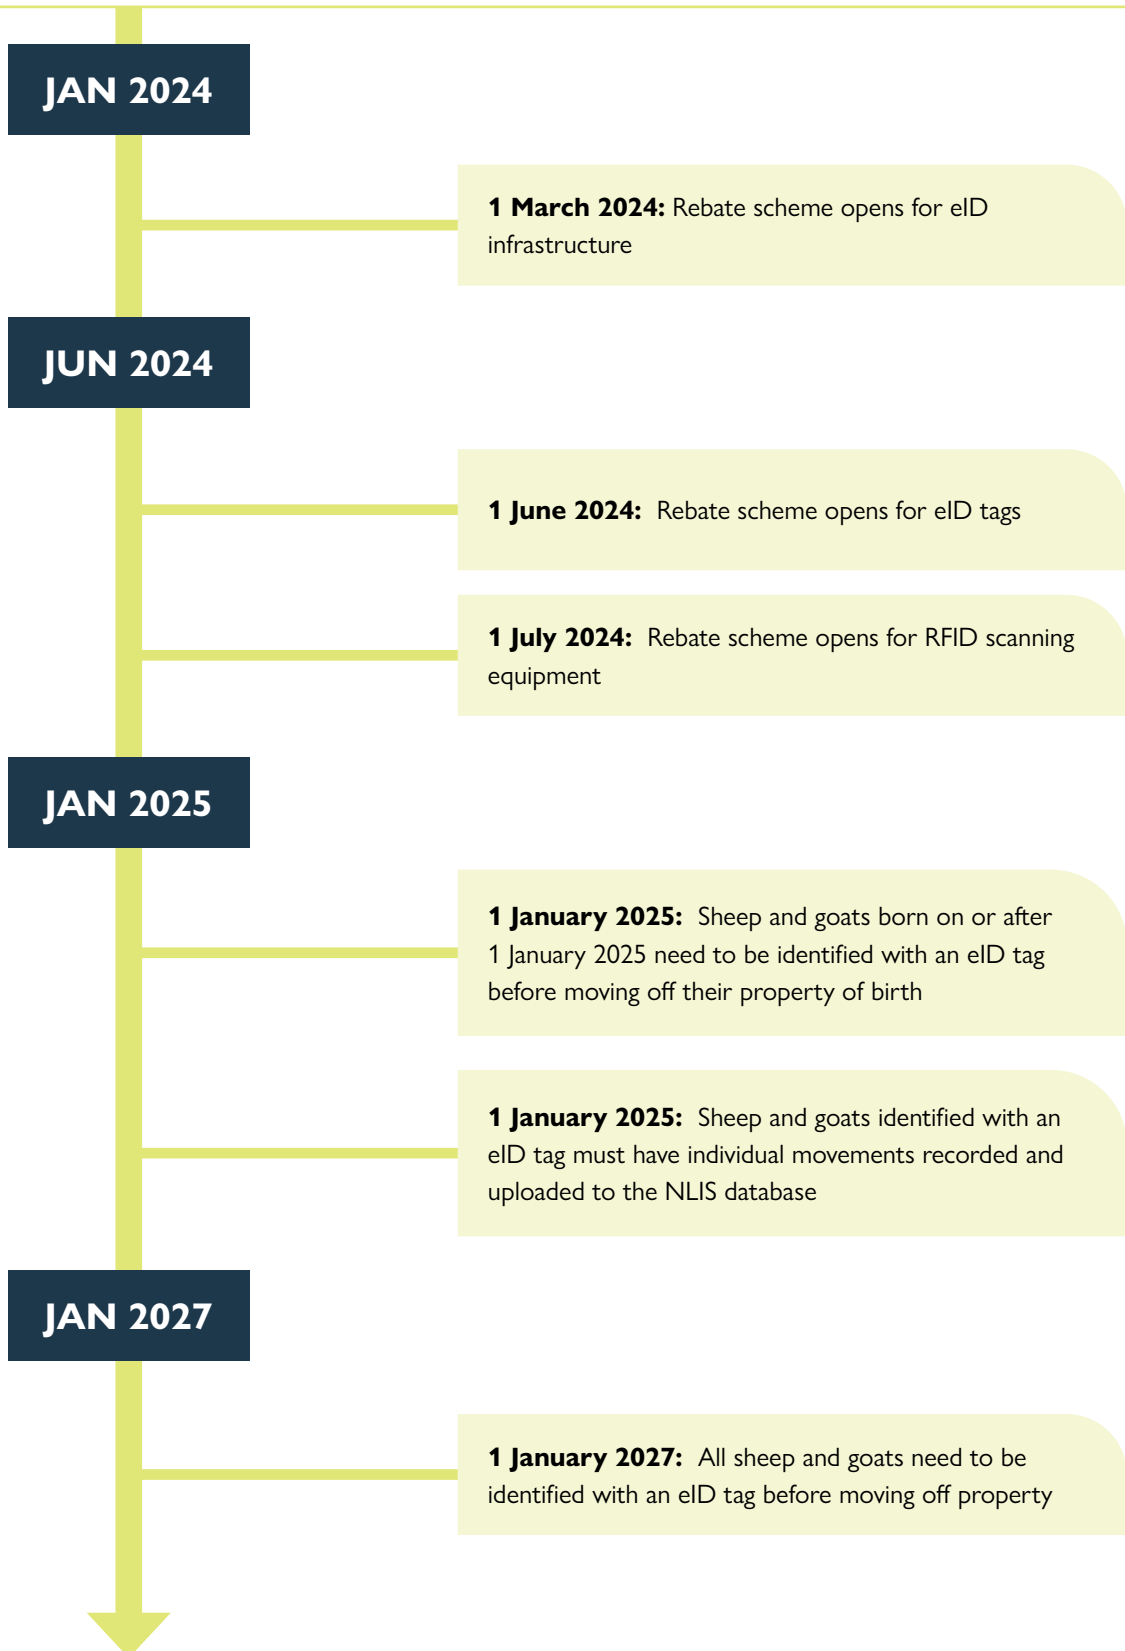 JAN 2024
1 March 2024: Rebate scheme opens for eID
infrastructure
JUN 2024
1 June 2024: Rebate scheme opens for eID tags
1 July 2024: Rebate scheme opens for RFID scanning
equipment
JAN 2025
1 January 2025: Sheep and goats born on or after
1 January 2025 need to be identified with an eID tag
before moving off their property of birth
1 January 2025: Sheep and goats identified with an
eID tag must have individual movements recorded and
uploaded to the NLIS database
JAN 2027
1 January 2027: All sheep and goats need to be
identified with an eID tag before moving off property